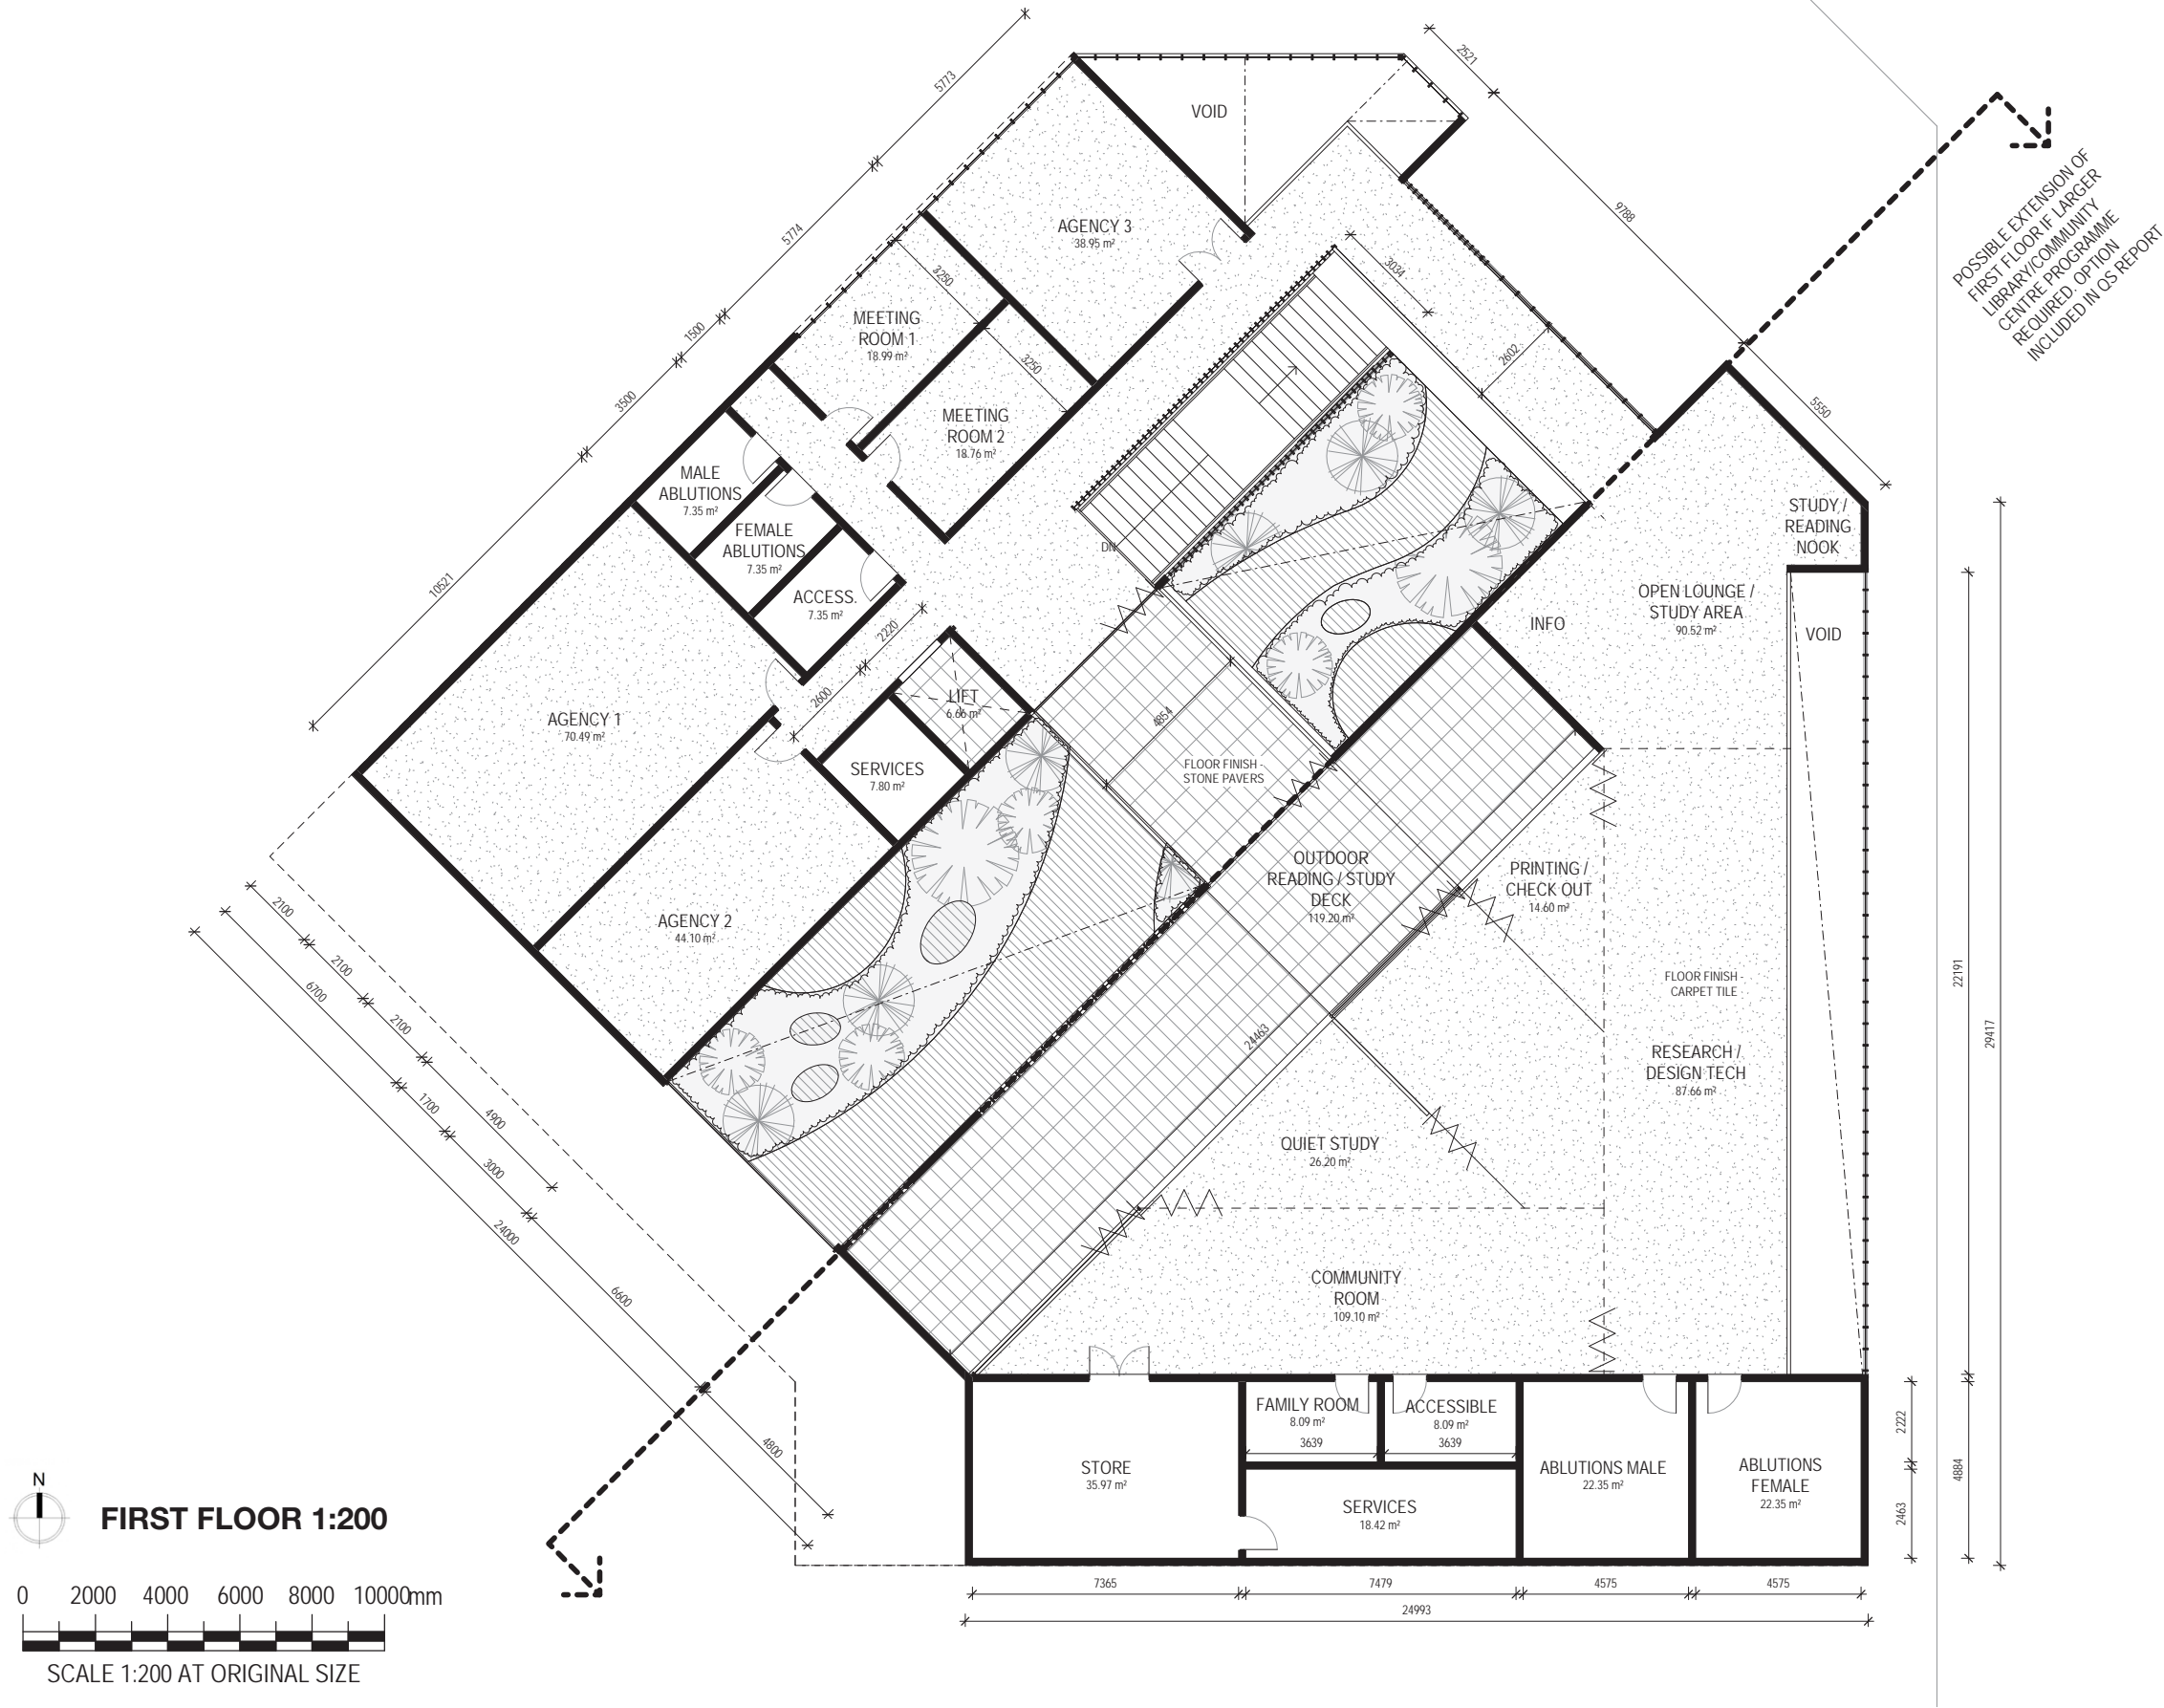 2521
5773
VOID
POSSIBLE EXTENSION OF
FIRST FLOOR IF LARGER
LIBRARY/COMMUNITY
CENTRE PROGRAMME
REQUIRED. OPTION
INCLUDED IN QS REPORT
9788
AGENCY 3
38.95 m²
5774
3250
3034
MEETING
ROOM 1
18.99 m²
1500
3250
2602
3500
MEETING
ROOM 2
18.76 m²
5550
MALE
ABLUTIONS
7.35 m²
STUDY /
READING
NOOK
FEMALE
ABLUTIONS
7.35 m²
DN
10521
ACCESS.
7.35 m²
OPEN LOUNGE /
STUDY AREA
90.52 m²
INFO
VOID
2220
2600
LIFT
6.66 m²
AGENCY 1
70.49 m²
4854
SERVICES
7.80 m²
FLOOR FINISH -
STONE PAVERS
OUTDOOR
READING / STUDY
DECK
119.20 m²
PRINTING /
CHECK OUT
14.60 m²
AGENCY 2
44.10 m²
2100
2100
6700
2100
1700
4900
3000
24000
6600
4800
FLOOR FINISH -
CARPET TILE
22191
29417
24463
RESEARCH /
DESIGN TECH
87.66 m²
QUIET STUDY
26.20 m²
COMMUNITY
ROOM
109.10 m²
FAMILY ROOM
8.09 m²
3639
ACCESSIBLE
8.09 m²
3639
2222
4884
2463
STORE
35.97 m²
SERVICES
18.42 m²
ABLUTIONS MALE
22.35 m²
ABLUTIONS
FEMALE
22.35 m²
7365
7479
4575
4575
24993
N
FIRST FLOOR 1:200
0 2000 4000 6000 8000 10000mm
SCALE 1:200 AT ORIGINAL SIZE